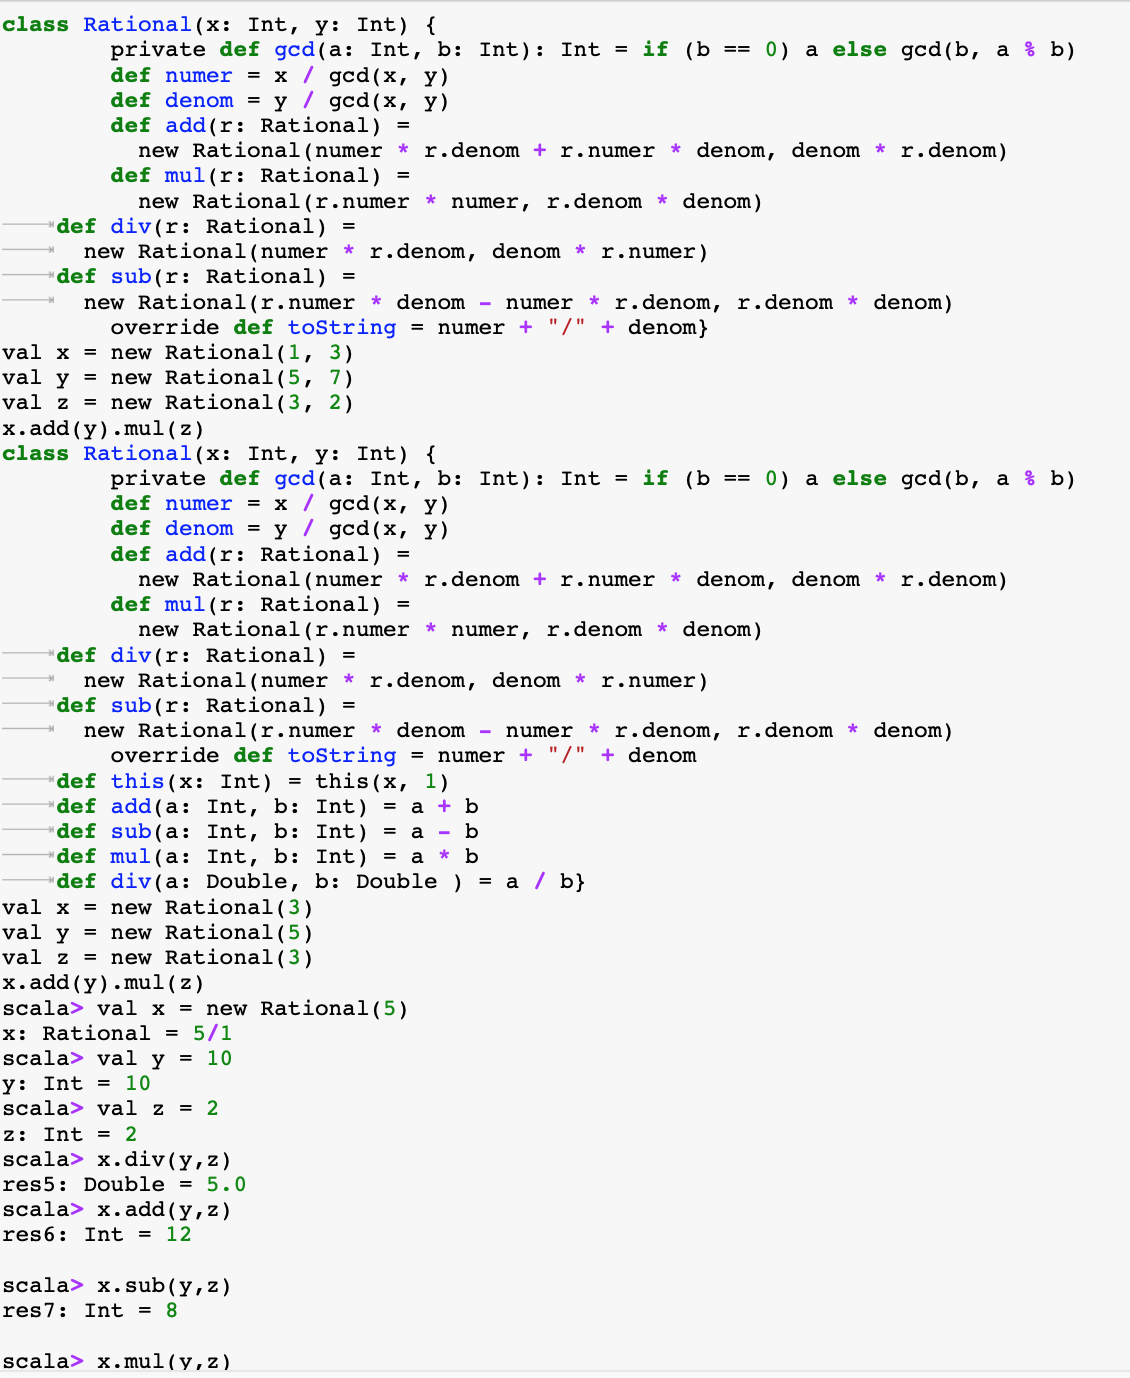 class Rational(x: Int, y: Int) {
        private def gcd(a: Int, b: Int): Int = if (b == 0) a else gcd(b, a % b)
        def numer = x / gcd(x, y)
        def denom = y / gcd(x, y)
        def add(r: Rational) =
          new Rational(numer * r.denom + r.numer * denom, denom * r.denom)
        def mul(r: Rational) =
          new Rational(r.numer * numer, r.denom * denom)
    def div(r: Rational) =
      new Rational(numer * r.denom, denom * r.numer)
    def sub(r: Rational) =
      new Rational(r.numer * denom - numer * r.denom, r.denom * denom)
        override def toString = numer + "/" + denom}
val x = new Rational(1, 3)
val y = new Rational(5, 7)
val z = new Rational(3, 2)
x.add(y).mul(z)
class Rational(x: Int, y: Int) {
        private def gcd(a: Int, b: Int): Int = if (b == 0) a else gcd(b, a % b)
        def numer = x / gcd(x, y)
        def denom = y / gcd(x, y)
        def add(r: Rational) =
          new Rational(numer * r.denom + r.numer * denom, denom * r.denom)
        def mul(r: Rational) =
          new Rational(r.numer * numer, r.denom * denom)
    def div(r: Rational) =
      new Rational(numer * r.denom, denom * r.numer)
    def sub(r: Rational) =
      new Rational(r.numer * denom - numer * r.denom, r.denom * denom)
        override def toString = numer + "/" + denom
    def this(x: Int) = this(x, 1)
    def add(a: Int, b: Int) = a + b
    def sub(a: Int, b: Int) = a - b
    def mul(a: Int, b: Int) = a * b
    def div(a: Double, b: Double ) = a / b}
val x = new Rational(3)
val y = new Rational(5)
val z = new Rational(3)
x.add(y).mul(z)
scala> val x = new Rational(5)
x: Rational = 5/1
scala> val y = 10
y: Int = 10
scala> val z = 2
z: Int = 2
scala> x.div(y,z)
res5: Double = 5.0
scala> x.add(y,z)
res6: Int = 12

scala> x.sub(y,z)
res7: Int = 8

scala> x.mul(y,z)